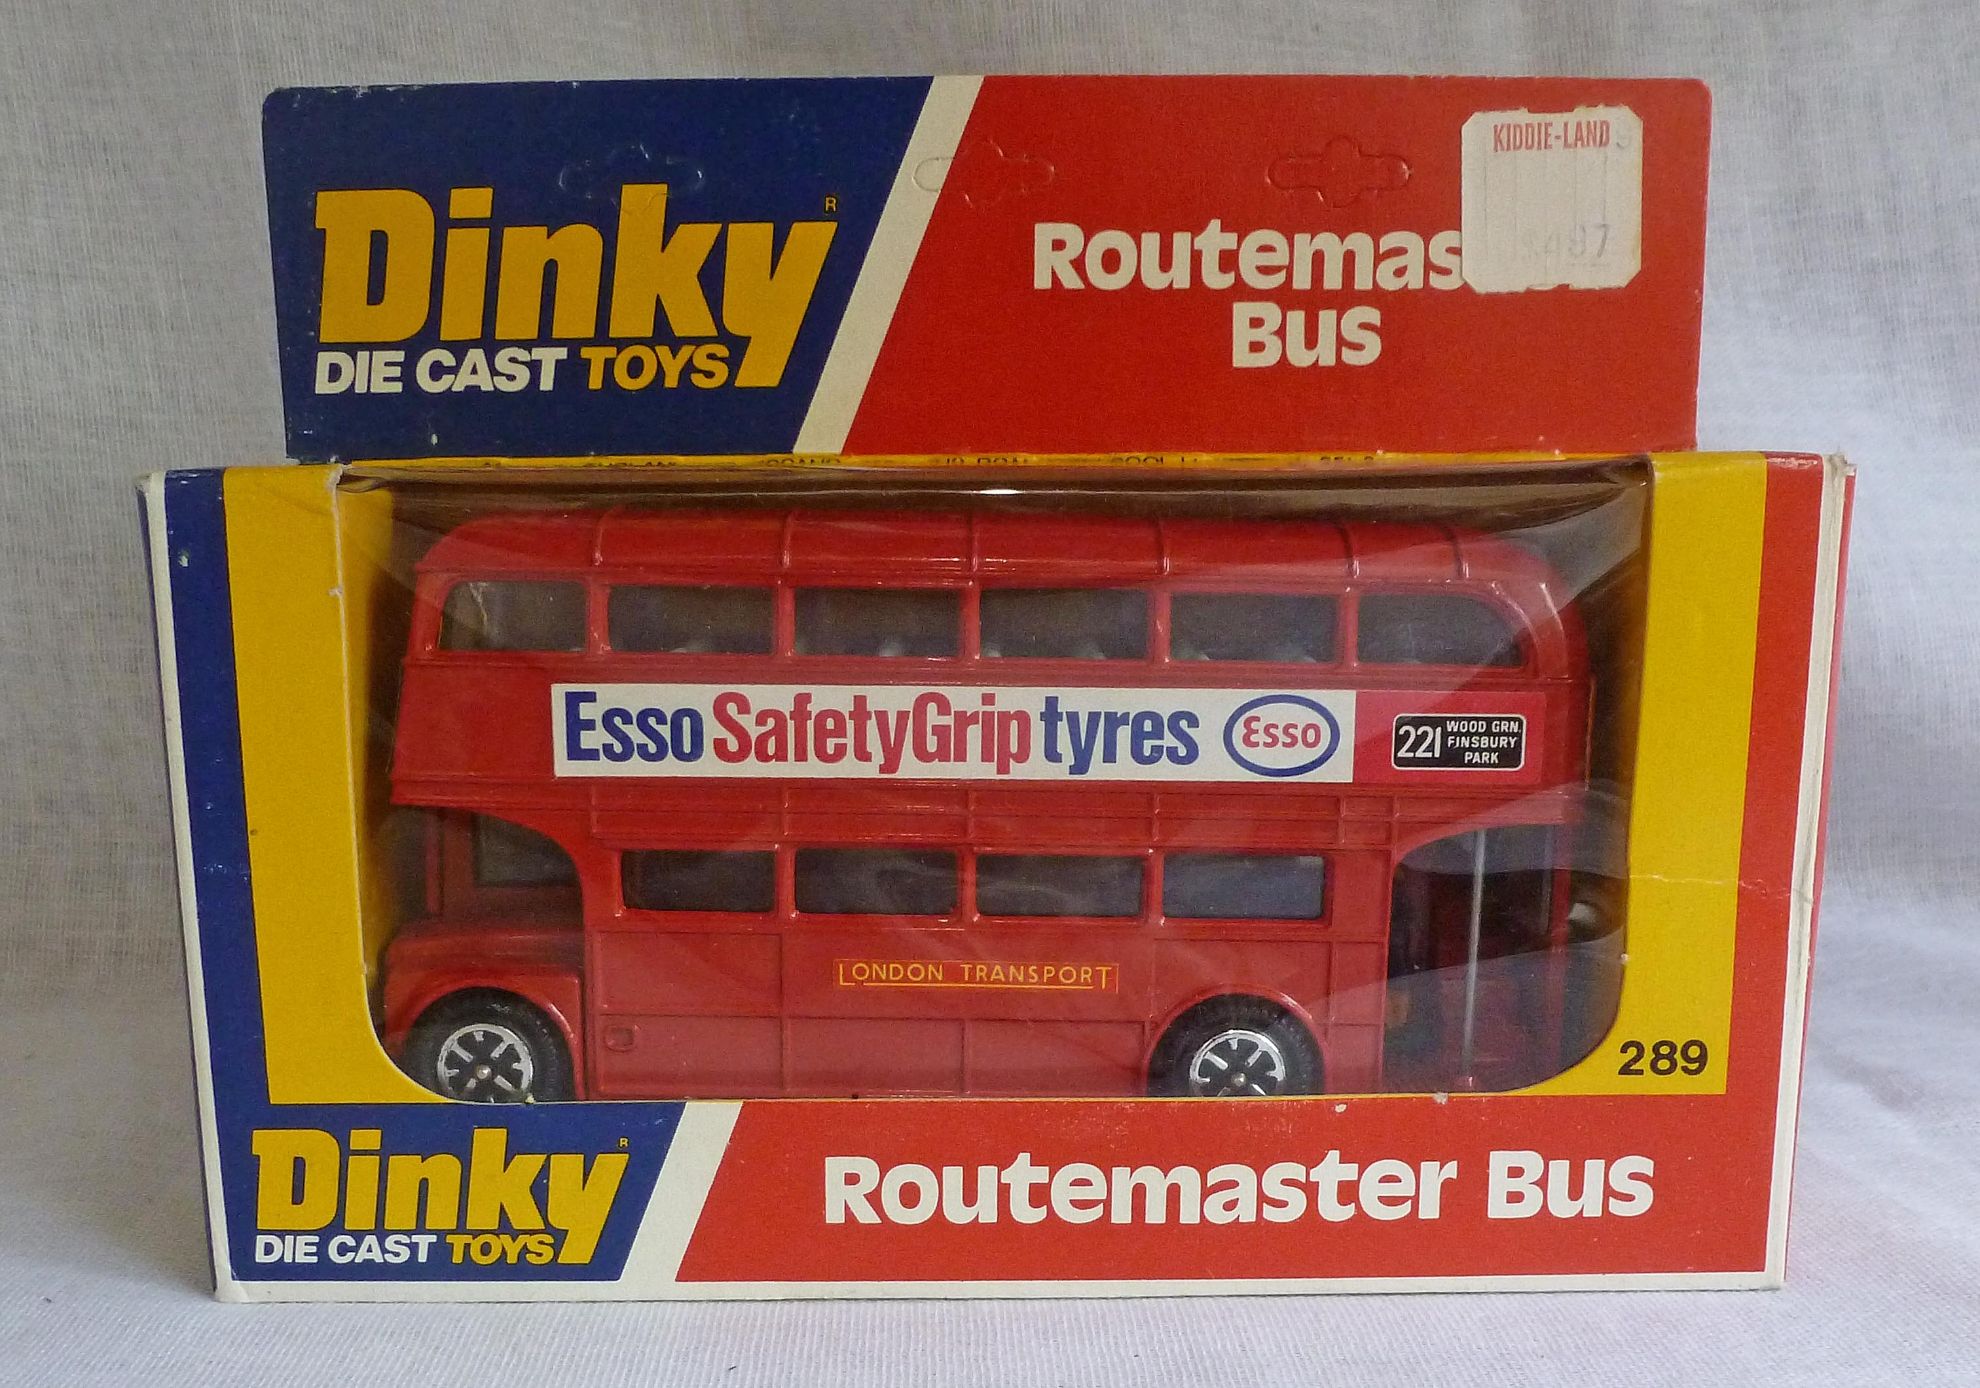 Dinky R
DIE CAST TOYS
Routemas
Bus
KIDDIE-LAND
Esso SafetyGrip tyres Esso
221 WOOD GRN.
FINSBURY
PARK
LONDON TRANSPORT
289
Dinky R
DIE CAST TOYS
Routemaster Bus